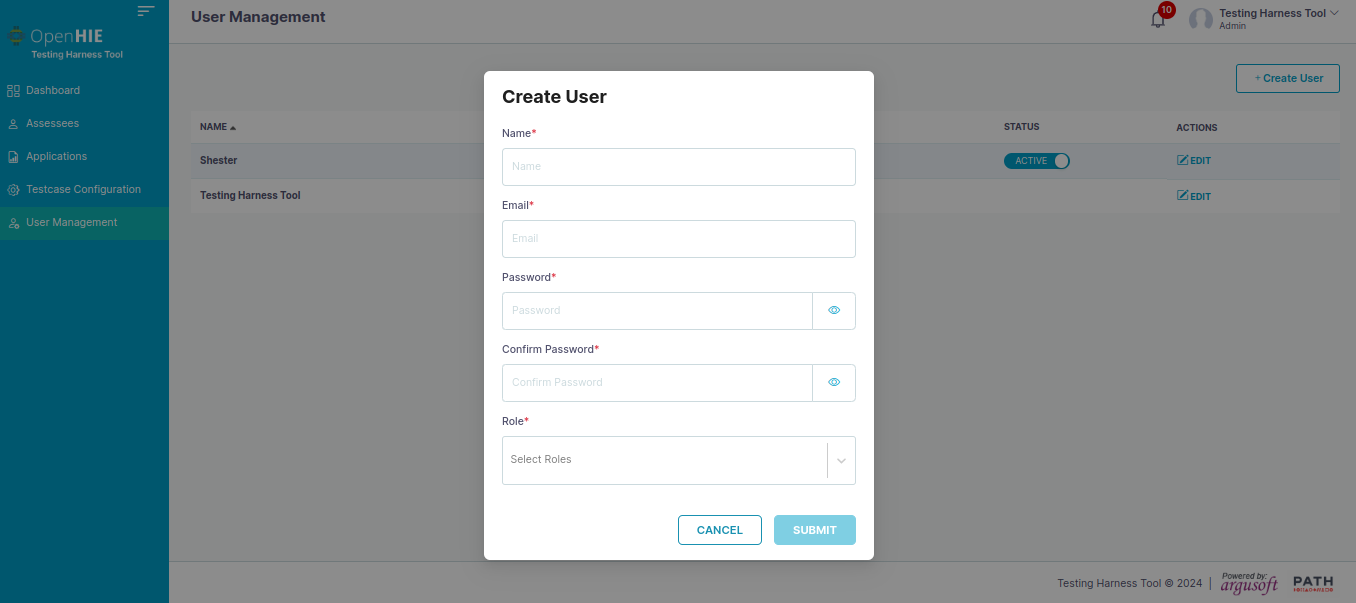 OpenHIE
Testing Harness Tool
Dashboard
Assessees
Applications
Testcase Configuration
User Management
User Management
10
Testing Harness Tool
Admin
+ Create User
NAME
STATUS
ACTIONS
Shester
ACTIVE
EDIT
Testing Harness Tool
EDIT
Create User
Name*
Name
Email*
Email
Password*
Password
Confirm Password*
Confirm Password
Role*
Select Roles
CANCEL
SUBMIT
Testing Harness Tool © 2024 |
Powered by:
argusoft
PATH